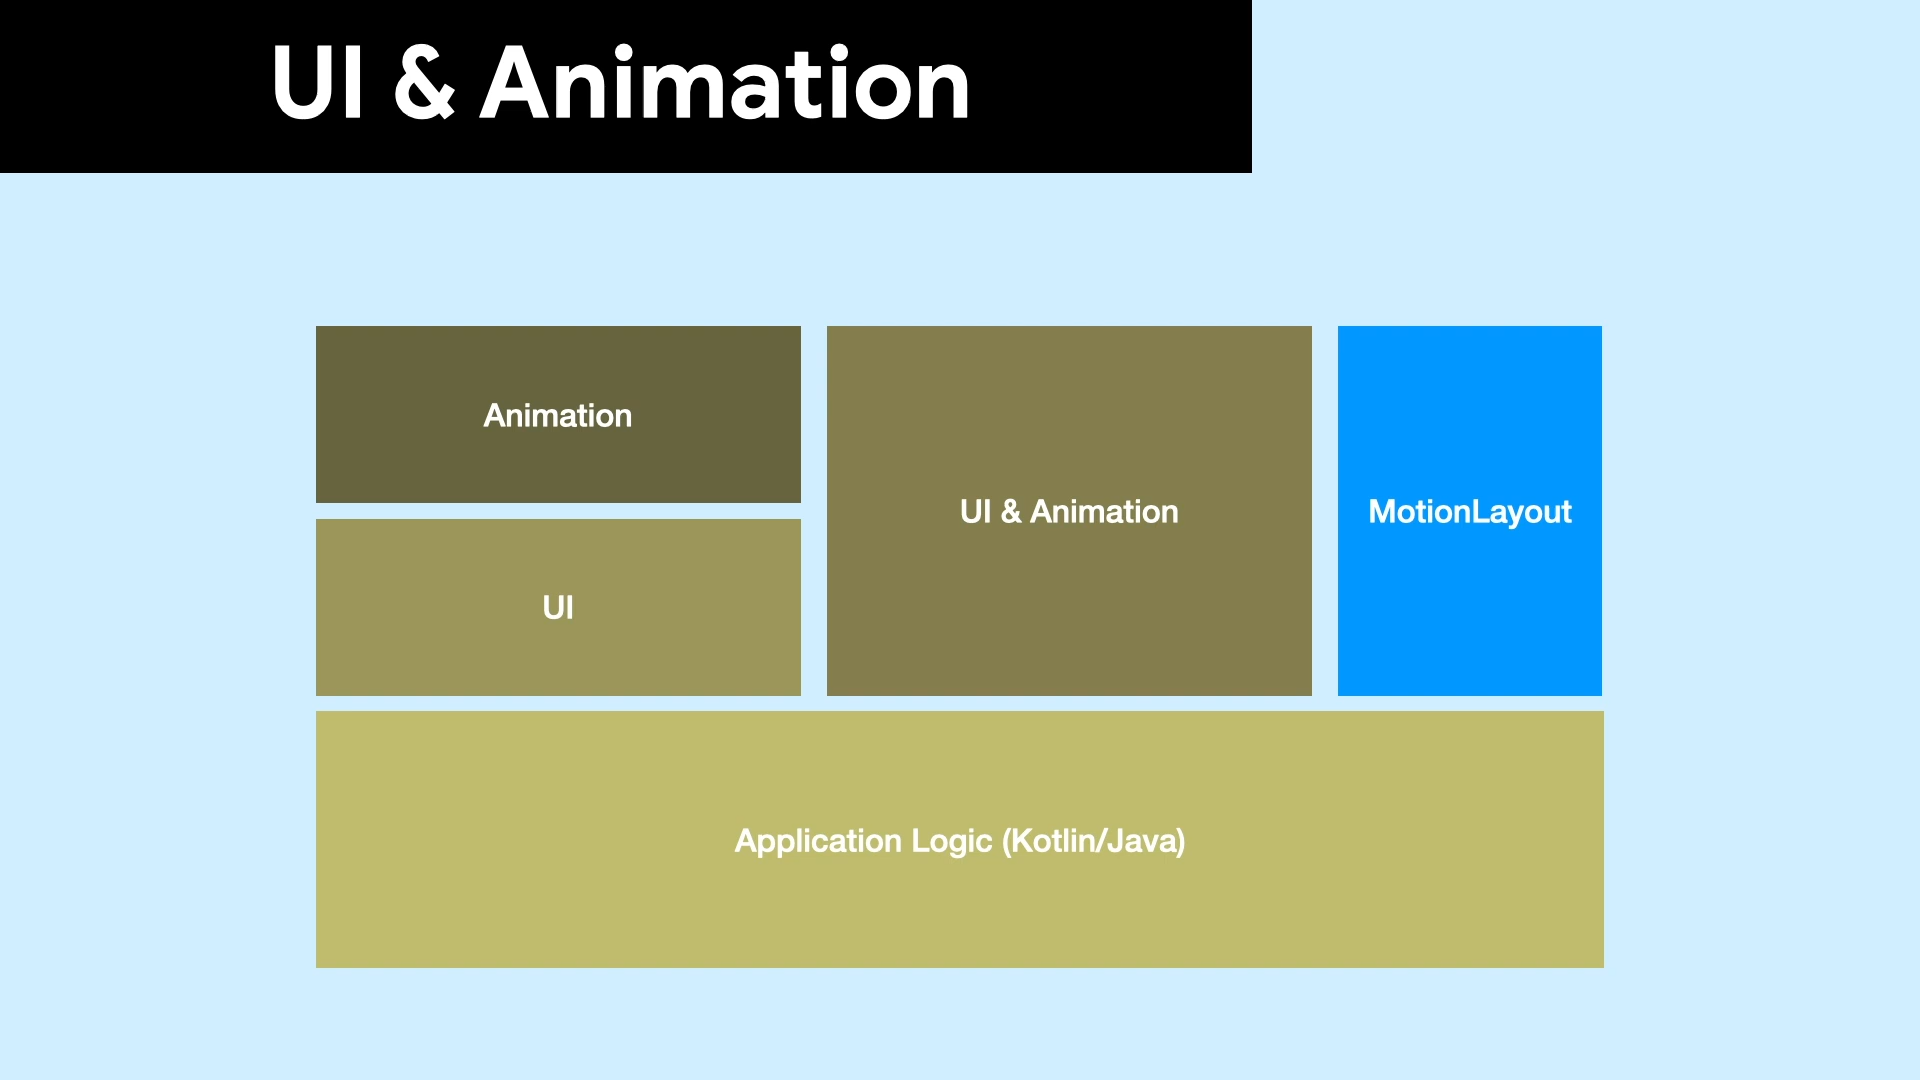 UI & Animation
Animation
UI
UI & Animation
MotionLayout
Application Logic (Kotlin/Java)